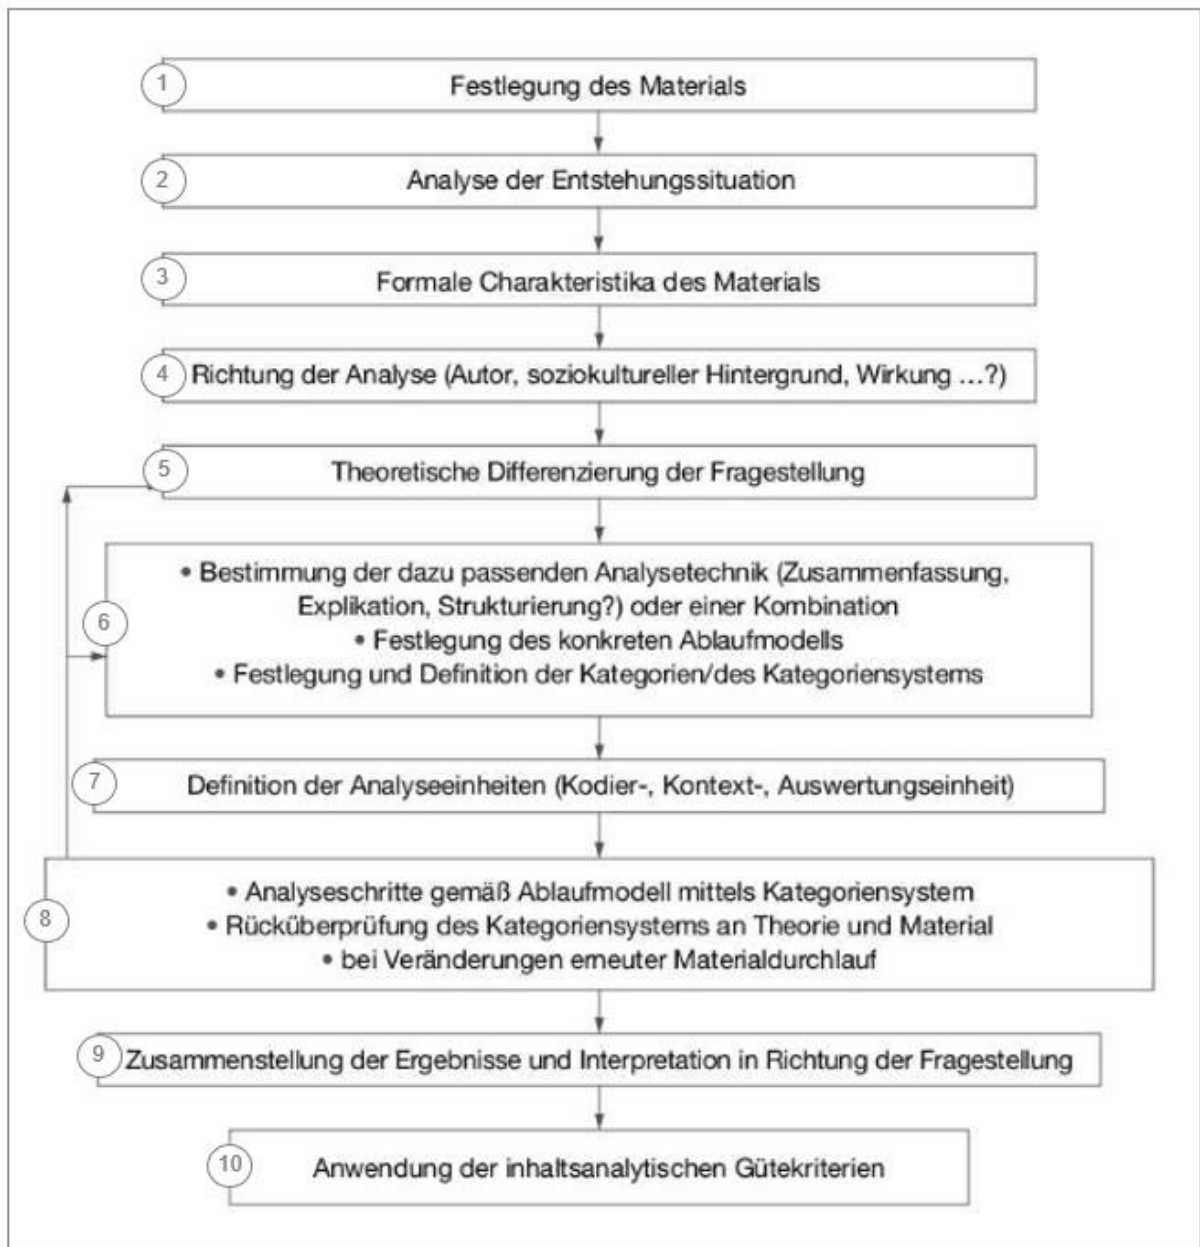 1 Festlegung des Materials
2 Analyse der Entstehungssituation
3 Formale Charakteristika des Materials
4 Richtung der Analyse (Autor, soziokultureller Hintergrund, Wirkung …?)
5 Theoretische Differenzierung der Fragestellung
• Bestimmung der dazu passenden Analysetechnik (Zusammenfassung,
Explikation, Strukturierung?) oder einer Kombination
6
• Festlegung des konkreten Ablaufmodells
• Festlegung und Definition der Kategorien/des Kategoriensystems
7 Definition der Analyseeinheiten (Kodier-, Kontext-, Auswertungseinheit)
• Analyseschritte gemäß Ablaufmodell mittels Kategoriensystem
8 • Rücküberprüfung des Kategoriensystems an Theorie und Material
• bei Veränderungen erneuter Materialdurchlauf
9 Zusammenstellung der Ergebnisse und Interpretation in Richtung der Fragestellung
10 Anwendung der inhaltsanalytischen Gütekriterien